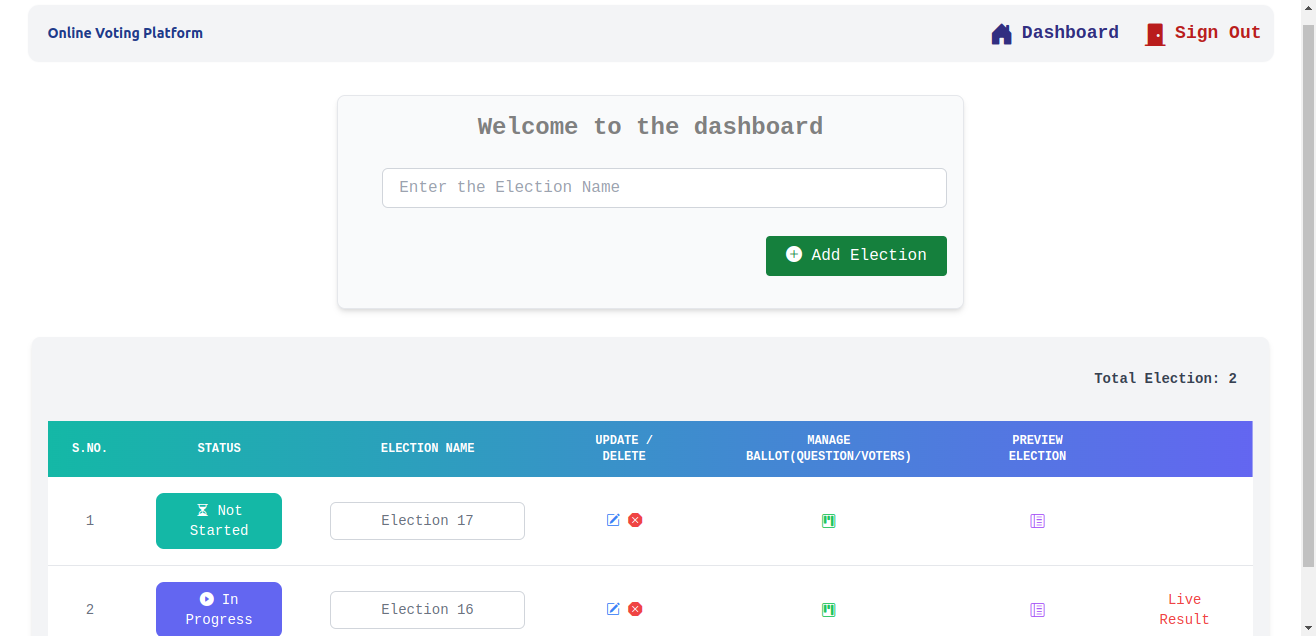 Online Voting Platform
Dashboard
Sign Out
Welcome to the dashboard
Enter the Election Name
Add Election
Total Election: 2
S.NO.
STATUS
ELECTION NAME
UPDATE /
DELETE
MANAGE
BALLOT(QUESTION/VOTERS)
PREVIEW
ELECTION
1
Not
Started
Election 17
2
In
Progress
Election 16
Live
Result